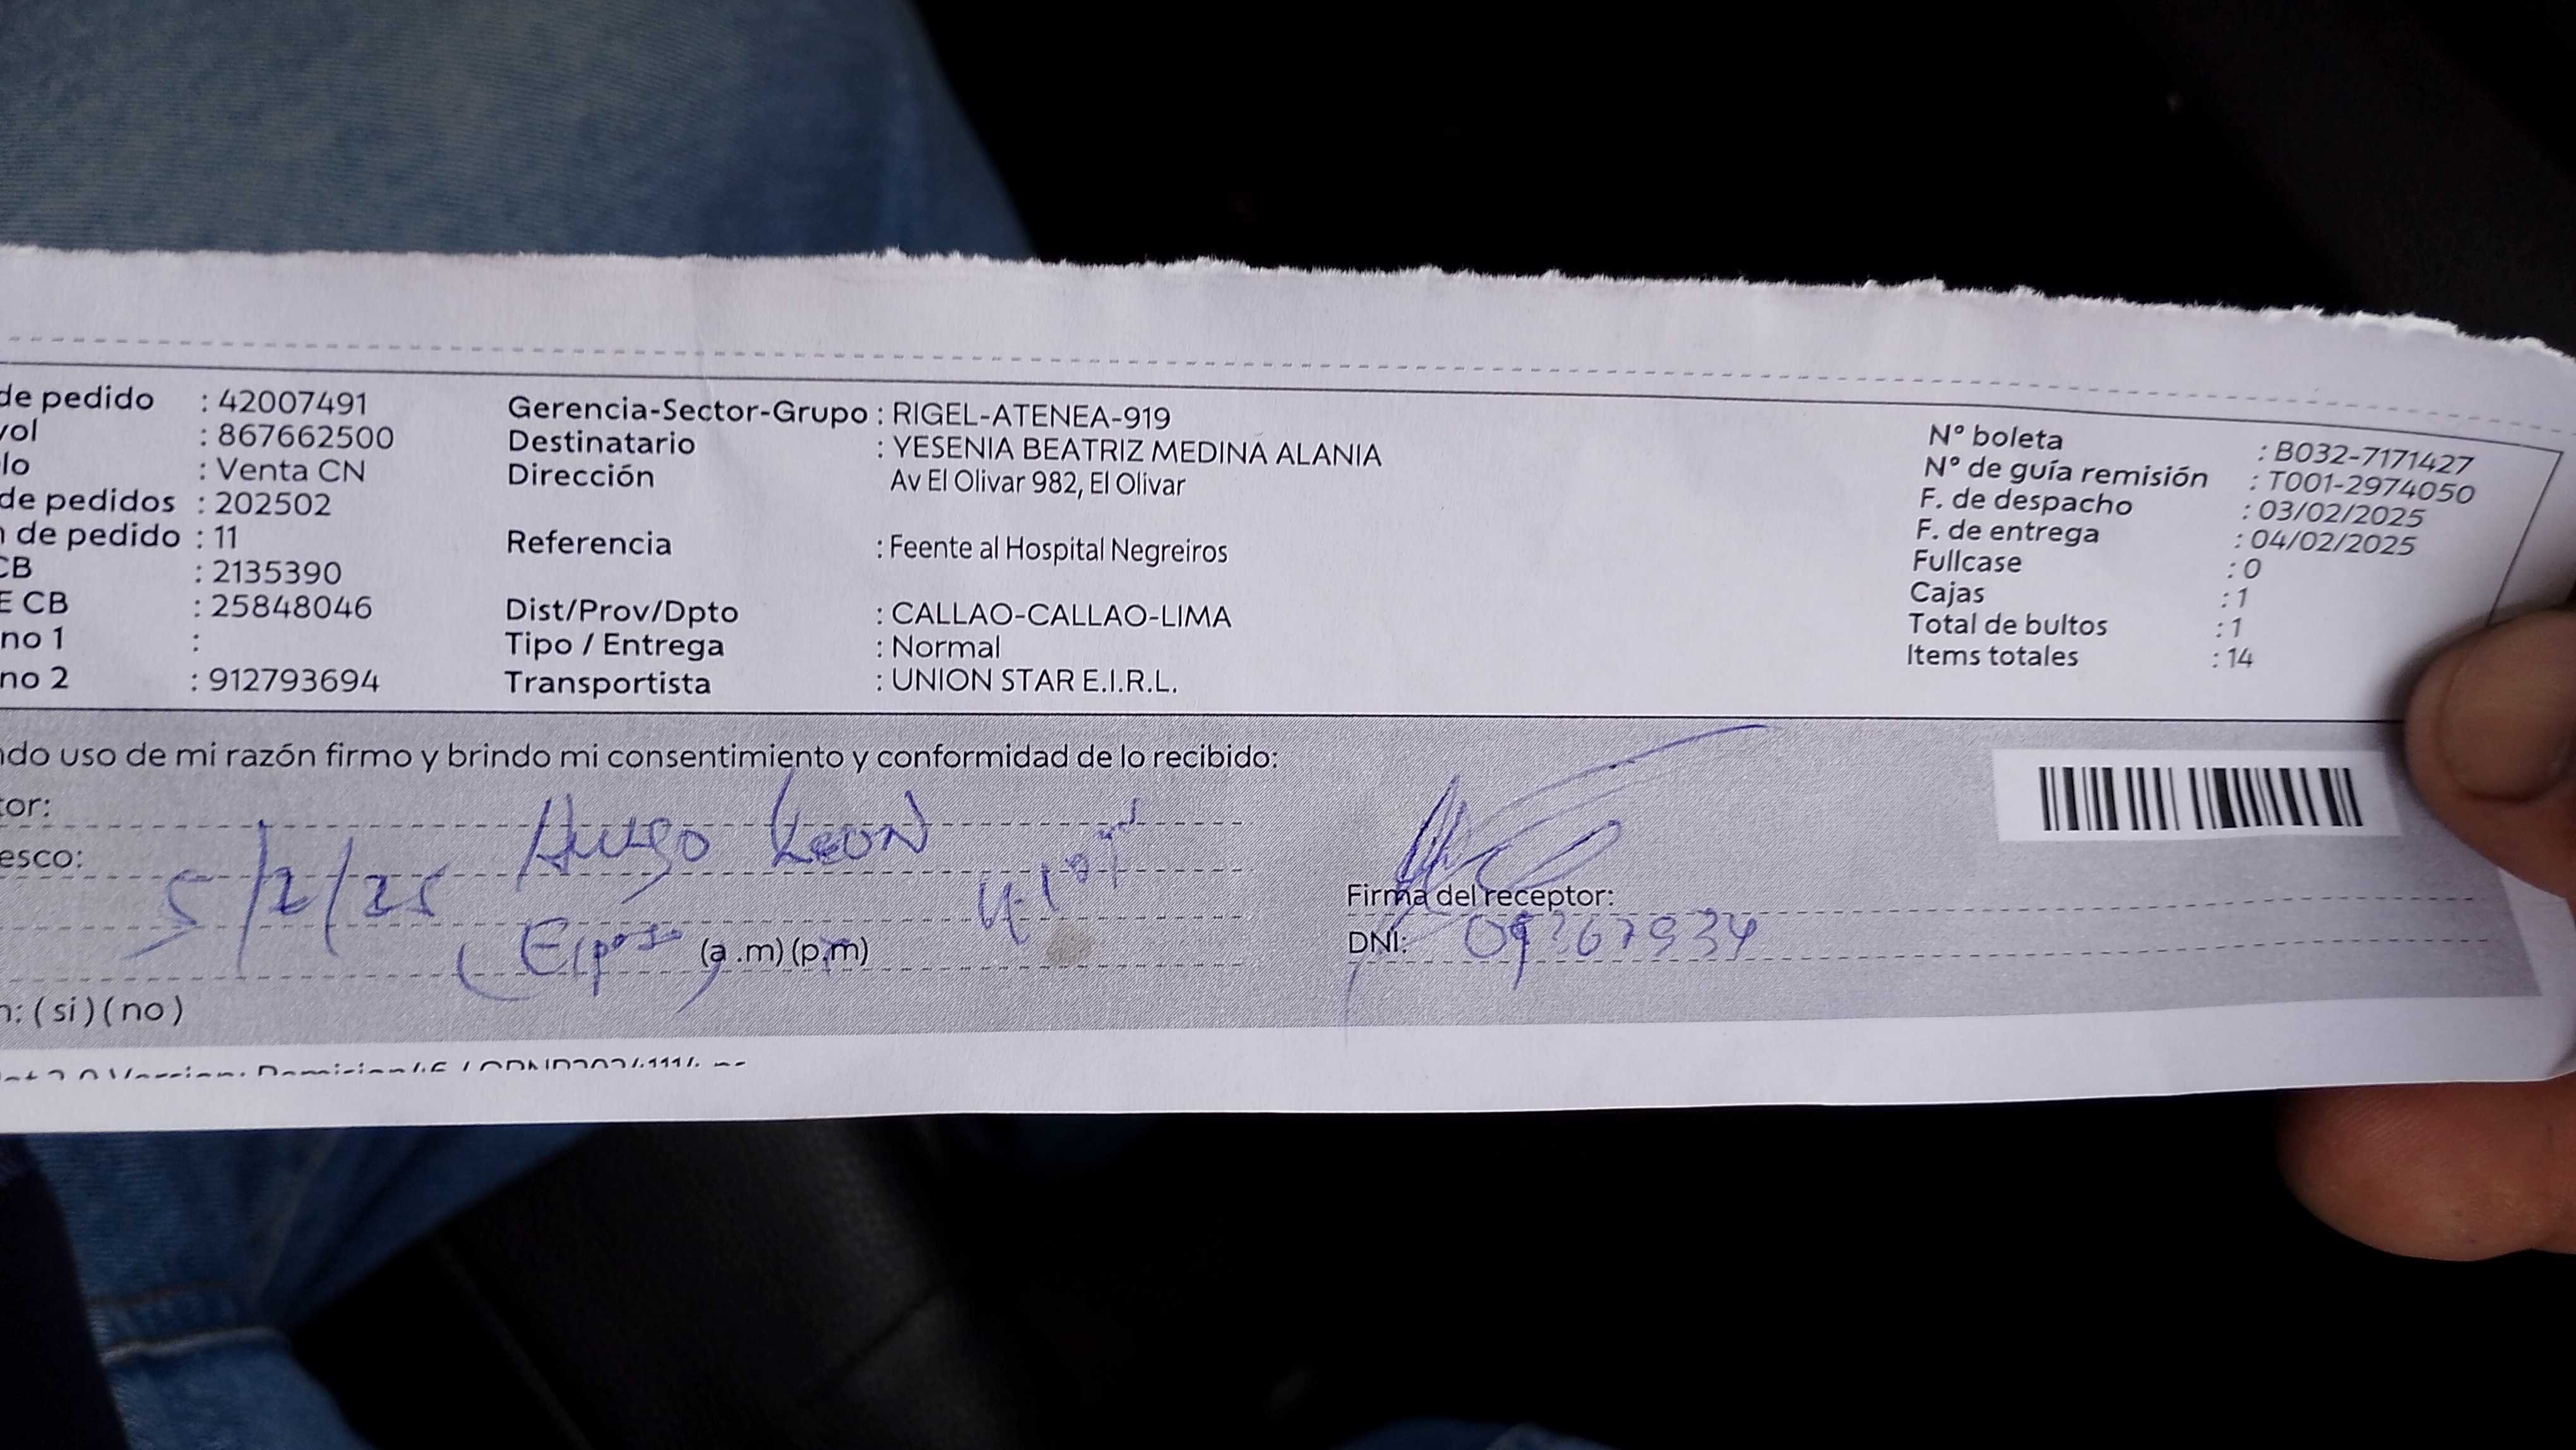 de pedido : 42007491
vol : 867662500
lo : Venta CN
de pedidos : 202502
n de pedido : 11
CB : 2135390
E CB : 25848046
no 1 :
no 2 : 912793694
Gerencia-Sector-Grupo : RIGEL-ATENEA-919
Destinatario : YESENIA BEATRIZ MEDINA ALANIA
Dirección Av El Olivar 982, El Olivar
Referencia : Feente al Hospital Negreiros
Dist/Prov/Dpto : CALLAO-CALLAO-LIMA
Tipo / Entrega : Normal
Transportista : UNION STAR E.I.R.L.
N° boleta : B032-7171427
N° de guía remisión : T001-2974050
F. de despacho : 03/02/2025
F. de entrega : 04/02/2025
Fullcase : 0
Cajas : 1
Total de bultos : 1
Items totales : 14
ndo uso de mi razón firmo y brindo mi consentimiento y conformidad de lo recibido:
tor:
Hugo Leon
esco:
5/2/25
(Esposo)
(a .m) (p.m)
Firma del receptor:
DNI:
n: ( si ) ( no )